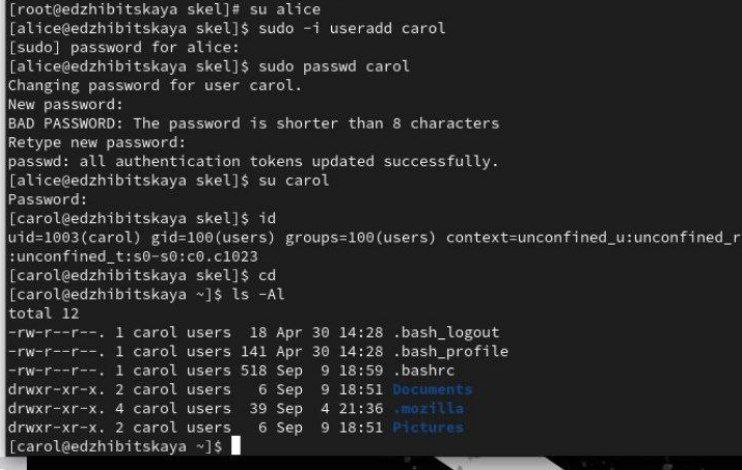 [root@edzhibitskaya skel]# su alice
[alice@edzhibitskaya skel]$ sudo -i useradd carol
[sudo] password for alice:
[alice@edzhibitskaya skel]$ sudo passwd carol
Changing password for user carol.
New password:
BAD PASSWORD: The password is shorter than 8 characters
Retype new password:
passwd: all authentication tokens updated successfully.
[alice@edzhibitskaya skel]$ su carol
Password:
[carol@edzhibitskaya skel]$ id
uid=1003(carol) gid=100(users) groups=100(users) context=unconfined_u:unconfined_r
:unconfined_t:s0-s0:c0.c1023
[carol@edzhibitskaya skel]$ cd
[carol@edzhibitskaya ~]$ ls -Al
total 12
-rw-r--r--. 1 carol users  18 Apr 30 14:28 .bash_logout
-rw-r--r--. 1 carol users 141 Apr 30 14:28 .bash_profile
-rw-r--r--. 1 carol users 518 Sep  9 18:59 .bashrc
drwxr-xr-x. 2 carol users   6 Sep  9 18:51 Documents
drwxr-xr-x. 4 carol users  39 Sep  4 21:36 .mozilla
drwxr-xr-x. 2 carol users   6 Sep  9 18:51 Pictures
[carol@edzhibitskaya ~]$